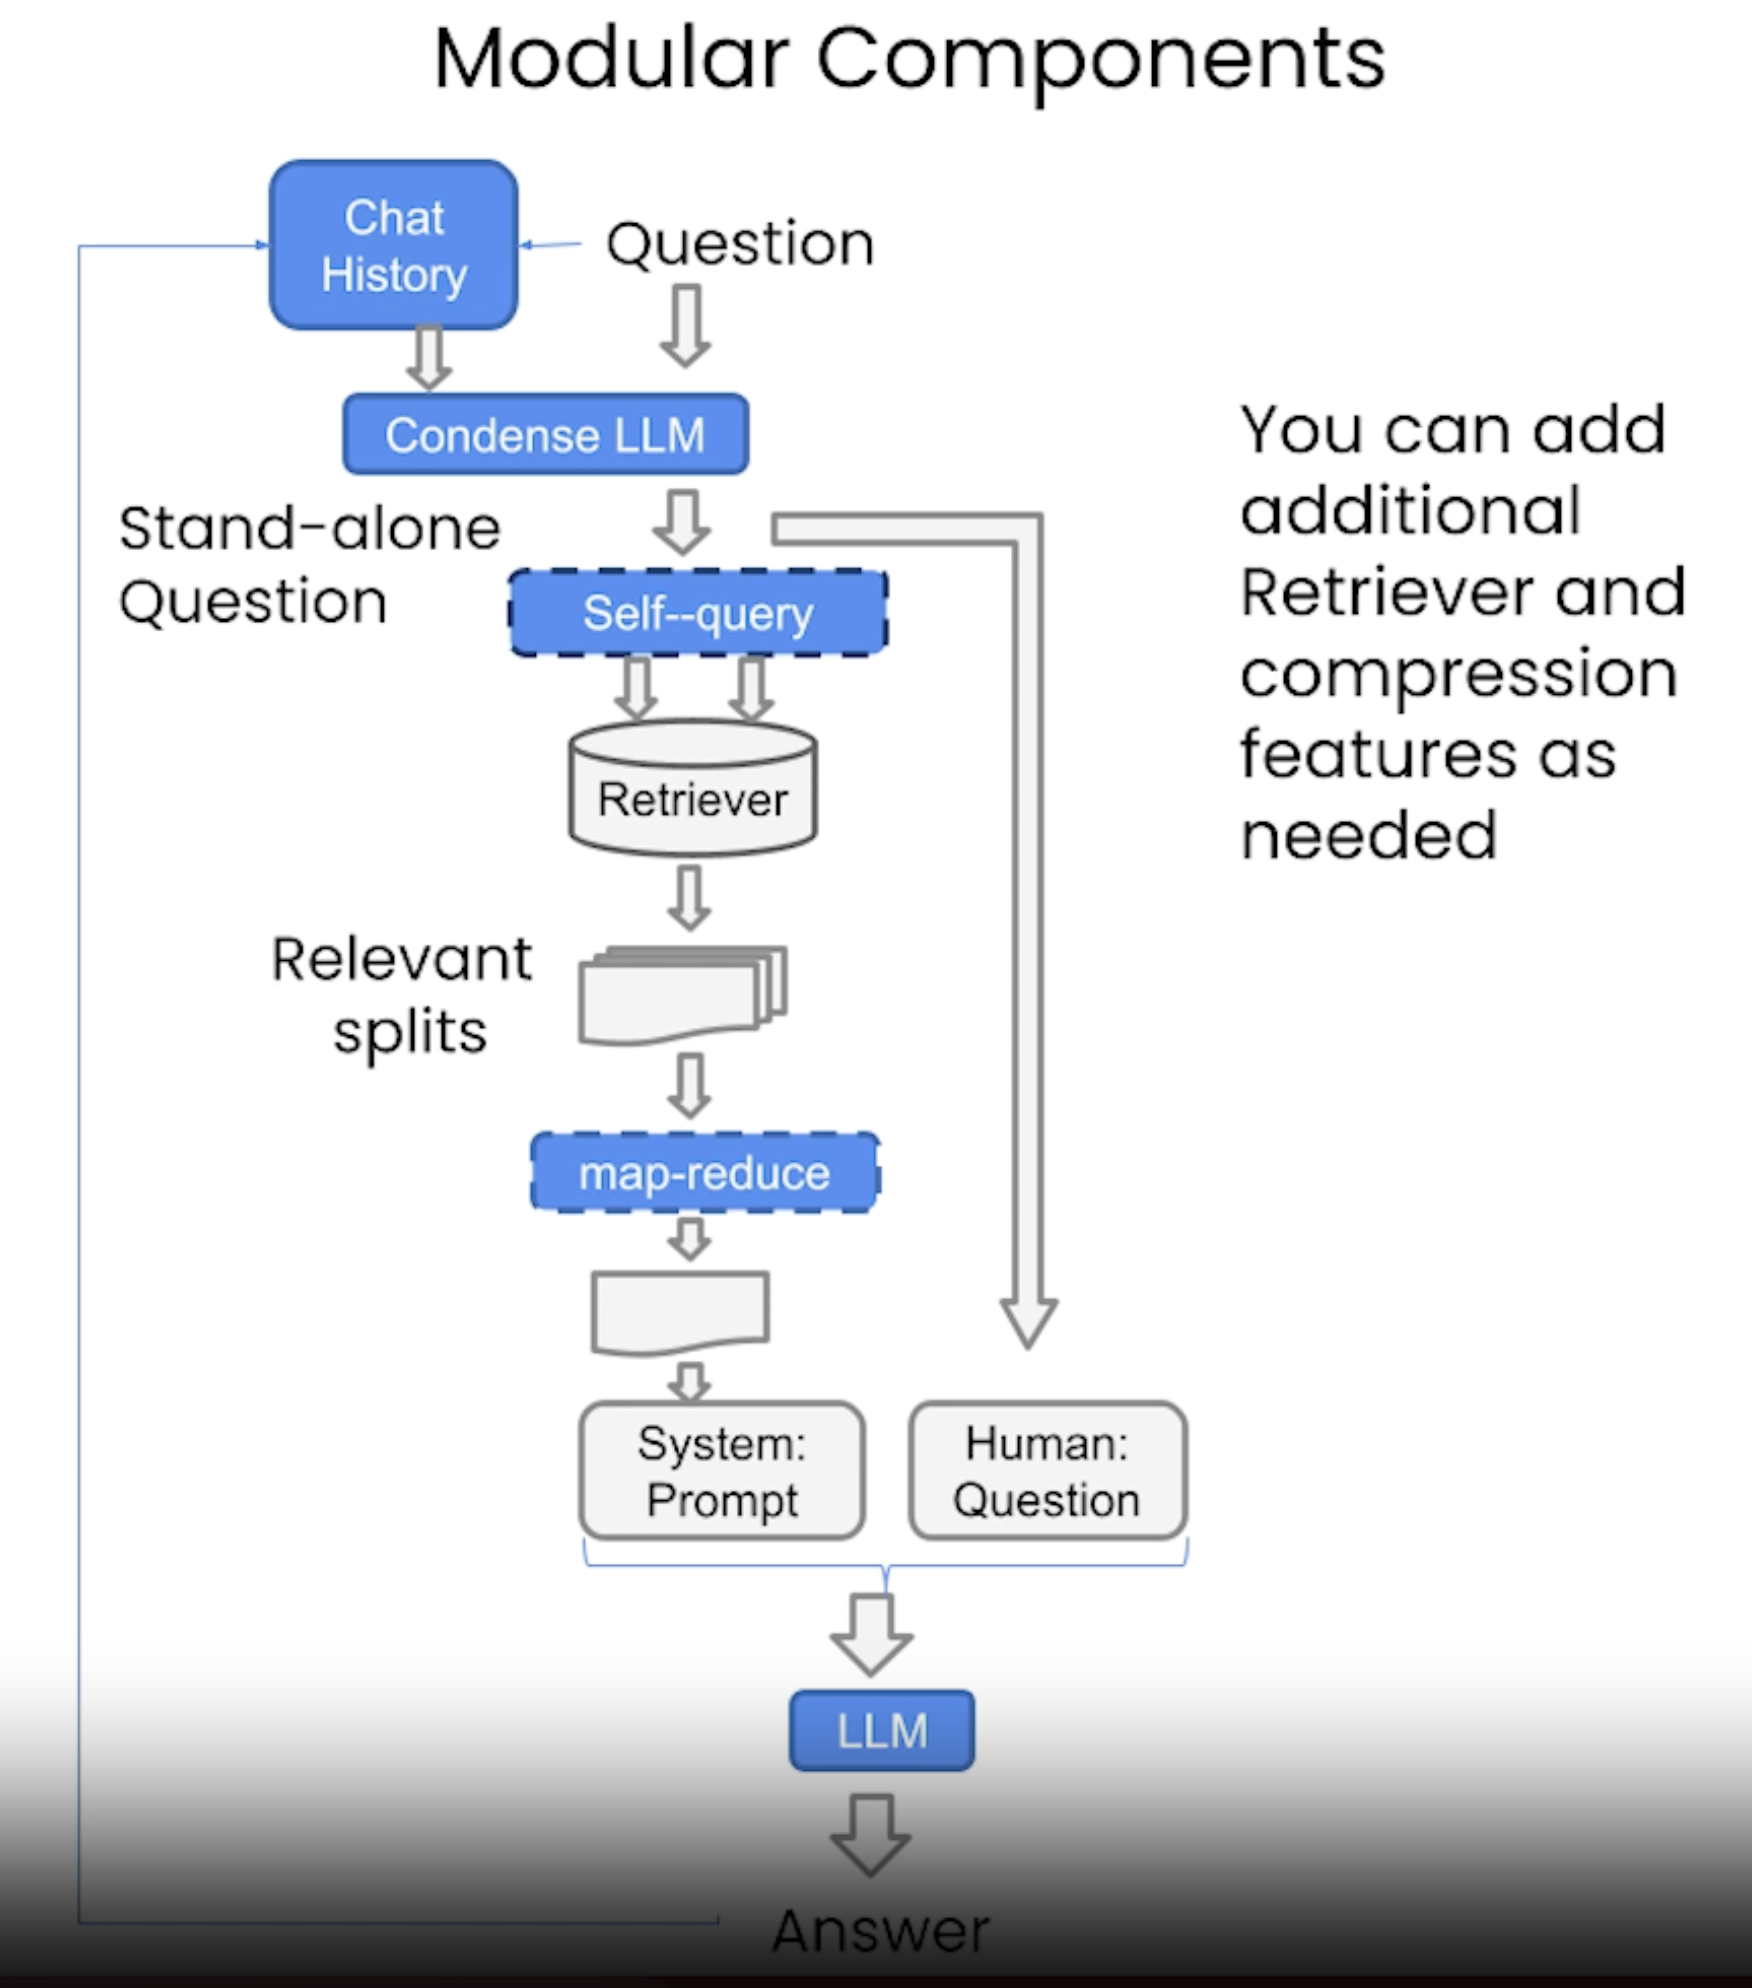 Modular Components
Chat
History
Question
Condense LLM
Stand-alone
Question
Self--query
Retriever
Relevant
splits
map-reduce
System:
Prompt
Human:
Question
LLM
Answer
You can add
additional
Retriever and
compression
features as
needed